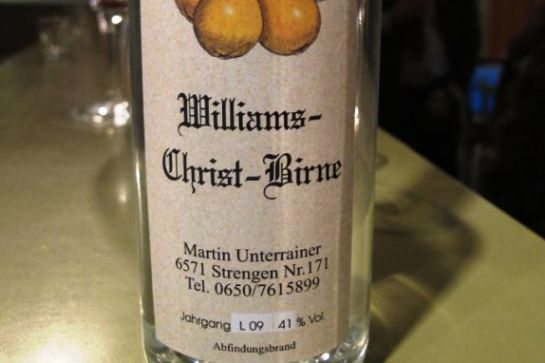 Williams-
Christ-Birne
Martin Unterrainer
6571 Strengen Nr.171
Tel. 0650/7615899
Jahrgang L 09 41 % Vol.
Abfindungsbrand